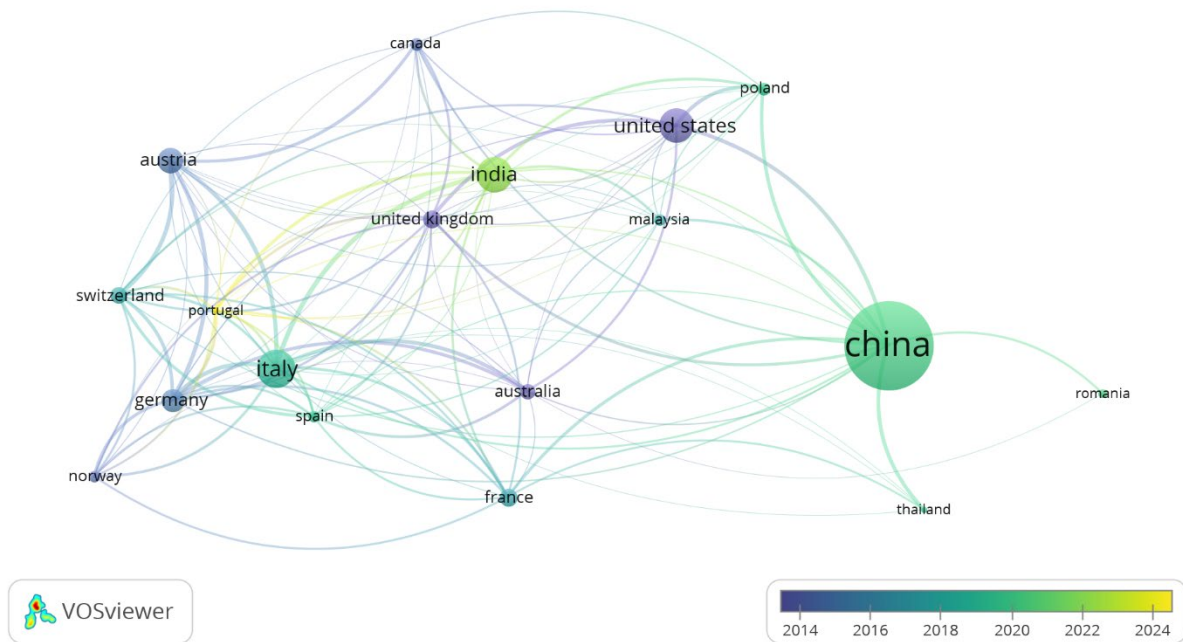 canada
poland
united states
austria
india
united kingdom
malaysia
switzerland
portugal
china
italy
germany
australia
romania
spain
norway
france
thailand
VOSviewer
2014 2016 2018 2020 2022 2024